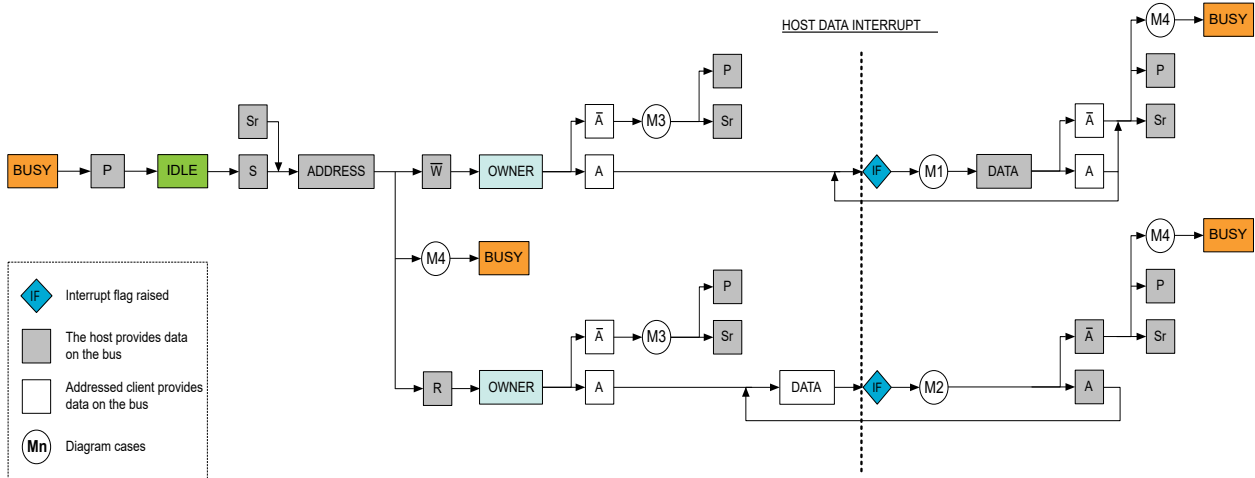 HOST DATA INTERRUPT
M4
BUSY
P
P
Sr
A̅
M3
Sr
A̅
Sr
BUSY
P
IDLE
S
ADDRESS
W̅
OWNER
A
IF
M1
DATA
A
M4
BUSY
M4
BUSY
P
P
A̅
M3
Sr
A̅
Sr
R
OWNER
A
DATA
IF
M2
A
IF
Interrupt flag raised
The host provides data
on the bus
Addressed client provides
data on the bus
Mn
Diagram cases